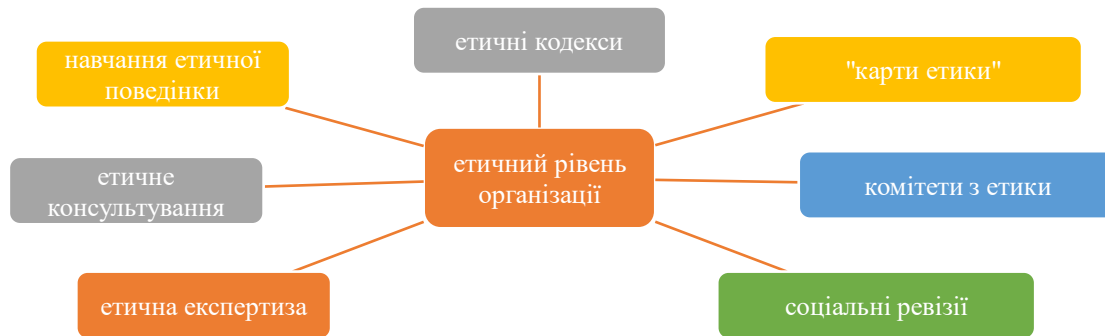 етичні кодекси
навчання етичної
поведінки
"карти етики"
етичний рівень
організації
етичне
консультування
комітети з етики
етична експертиза
соціальні ревізії